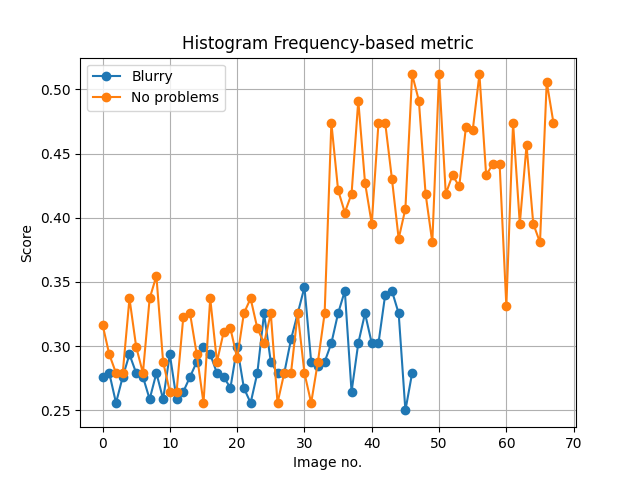 Histogram Frequency-based metric
Blurry
No problems
0.50
0.45
0.40
0.35
0.30
0.25
Score
0 10 20 30 40 50 60 70
Image no.